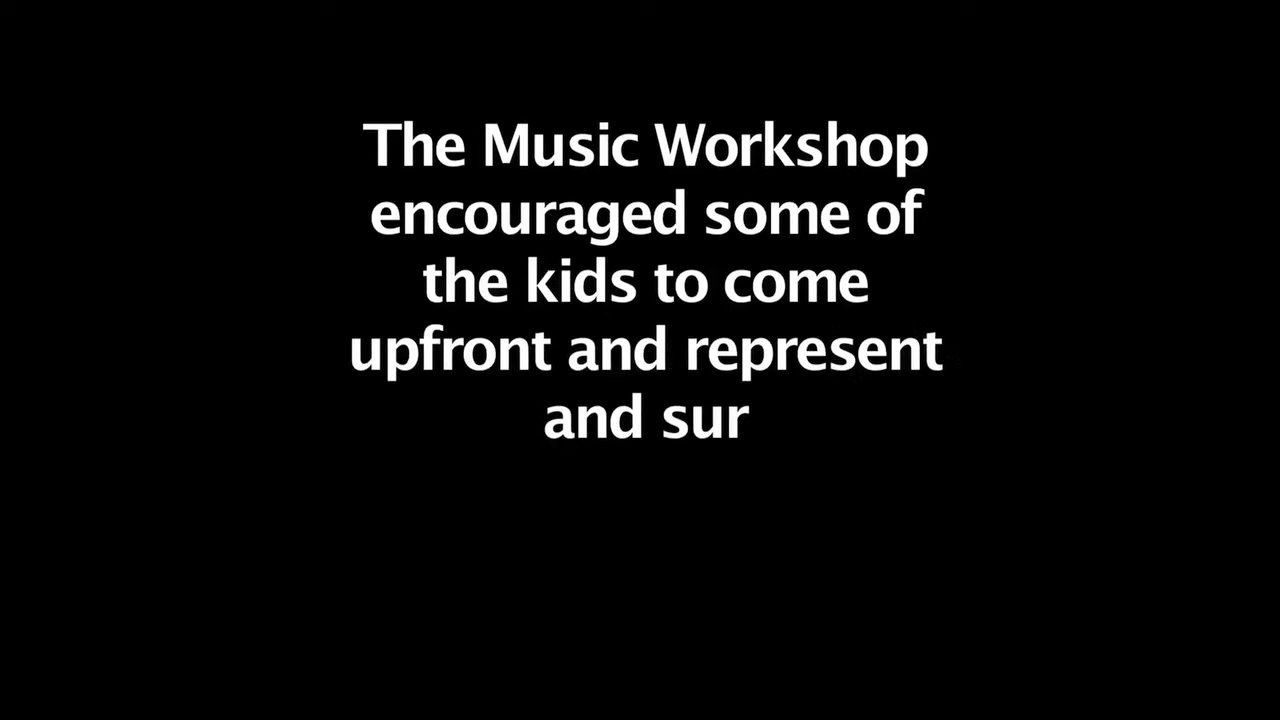 The Music Workshop
encouraged some of
the kids to come
upfront and represent
and sur